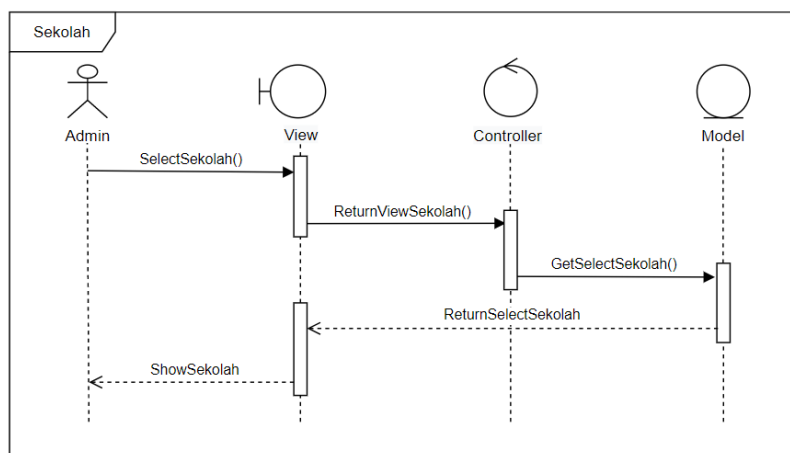 Sekolah
Admin
View
Controller
Model
SelectSekolah()
ReturnViewSekolah()
GetSelectSekolah()
ReturnSelectSekolah
ShowSekolah